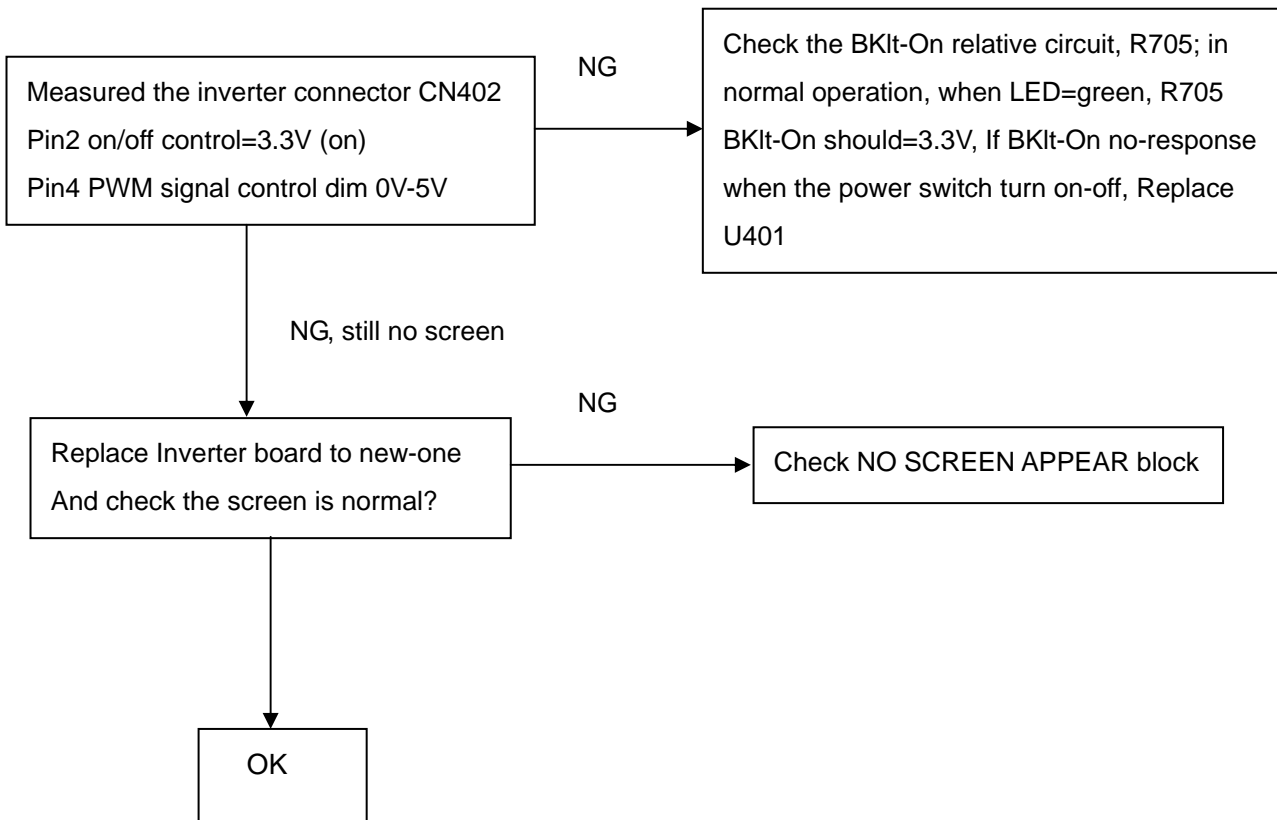 Measured the inverter connector CN402
Pin2 on/off control=3.3V (on)
Pin4 PWM signal control dim 0V-5V
NG
Check the BKlt-On relative circuit, R705; in
normal operation, when LED=green, R705
BKlt-On should=3.3V, If BKlt-On no-response
when the power switch turn on-off, Replace
U401
NG, still no screen
Replace Inverter board to new-one
And check the screen is normal?
NG
Check NO SCREEN APPEAR block
OK